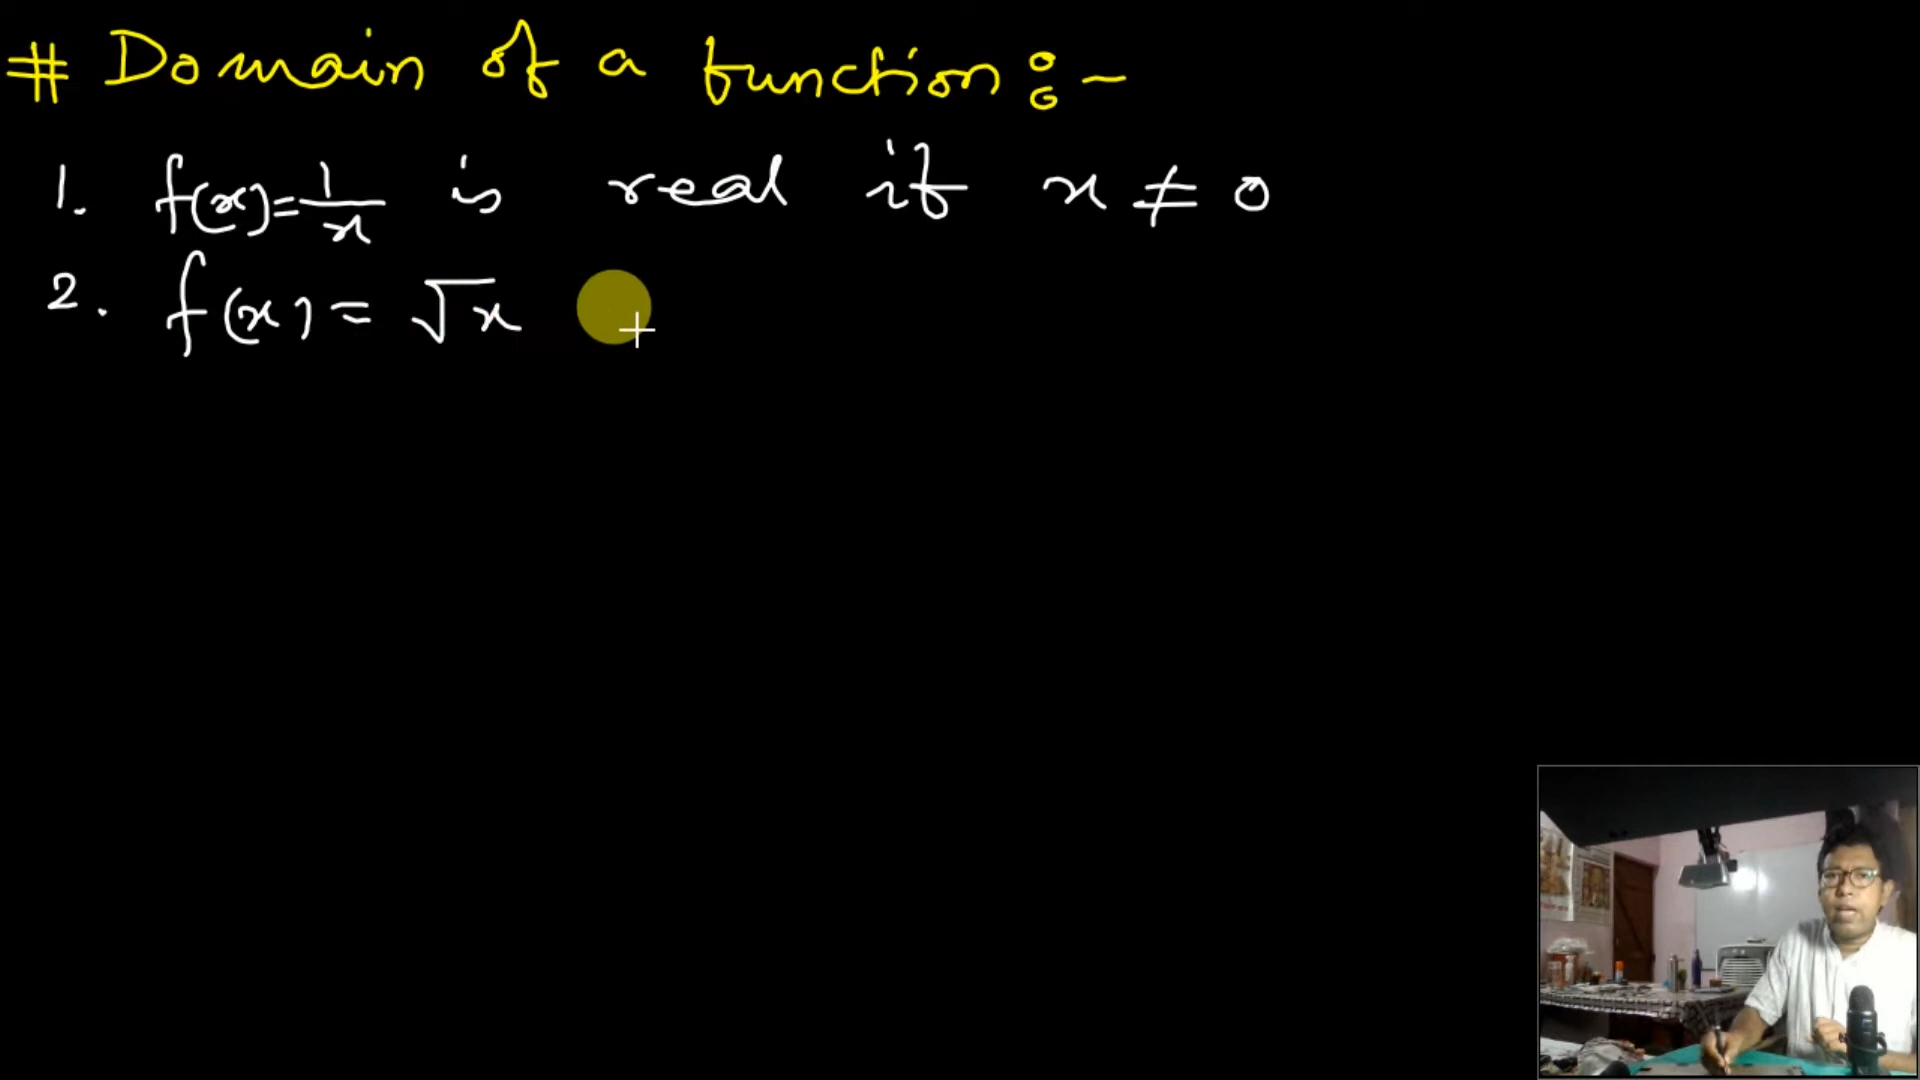 # Domain of a function :-
1. f(x)=1/x is real if x ≠ 0
2. f(x) = √x